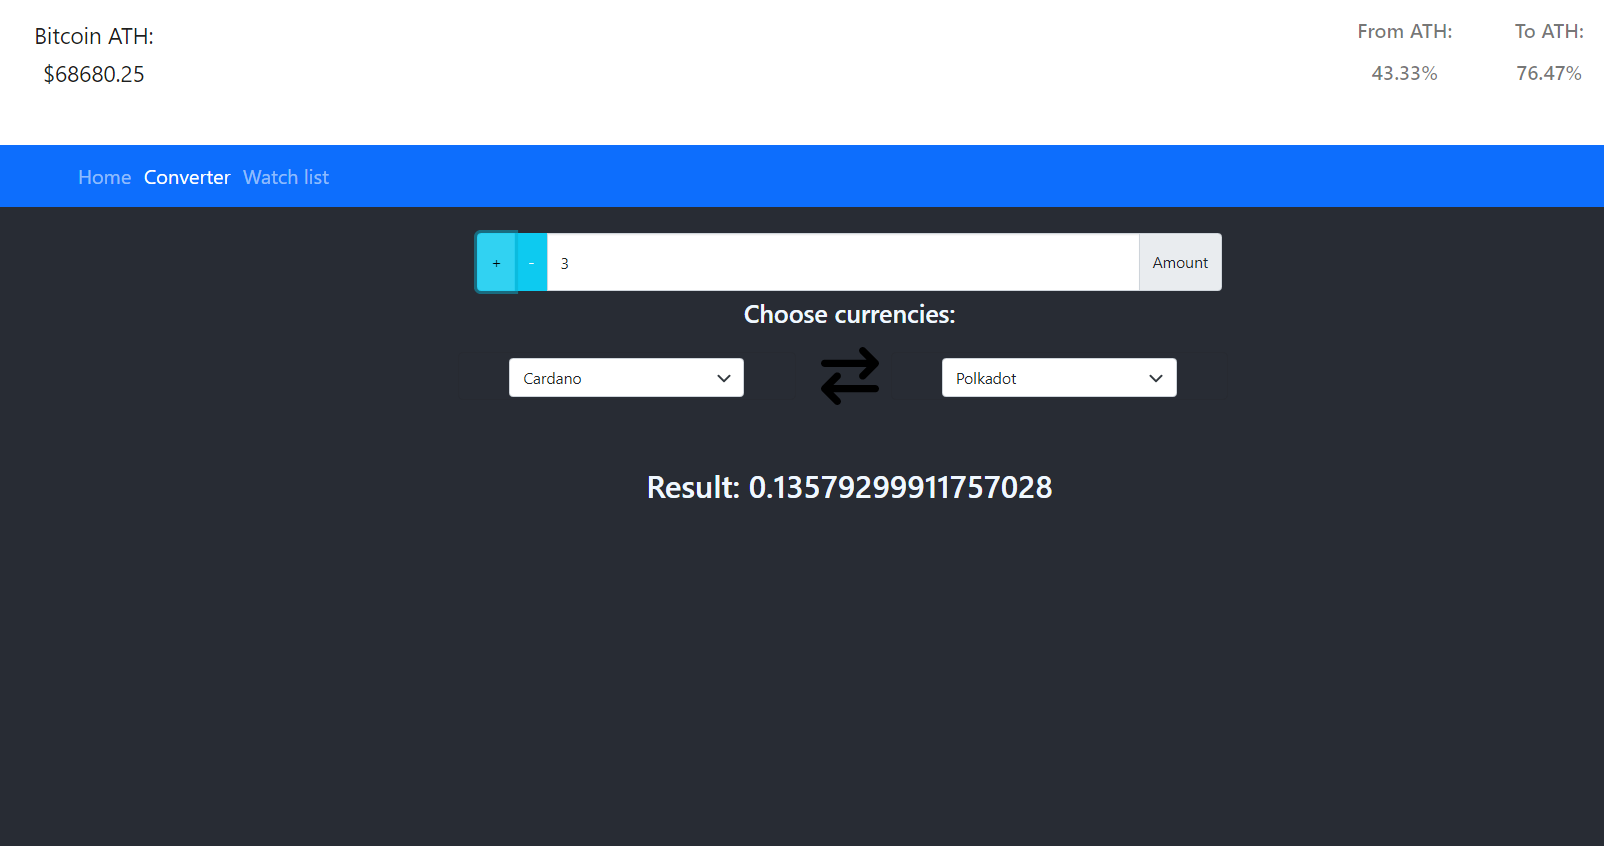 Bitcoin ATH:
$68680.25
From ATH:
43.33%
To ATH:
76.47%
Home Converter Watch list
+ - 3 Amount
Choose currencies:
Cardano Polkadot
Result: 0.13579299911757028